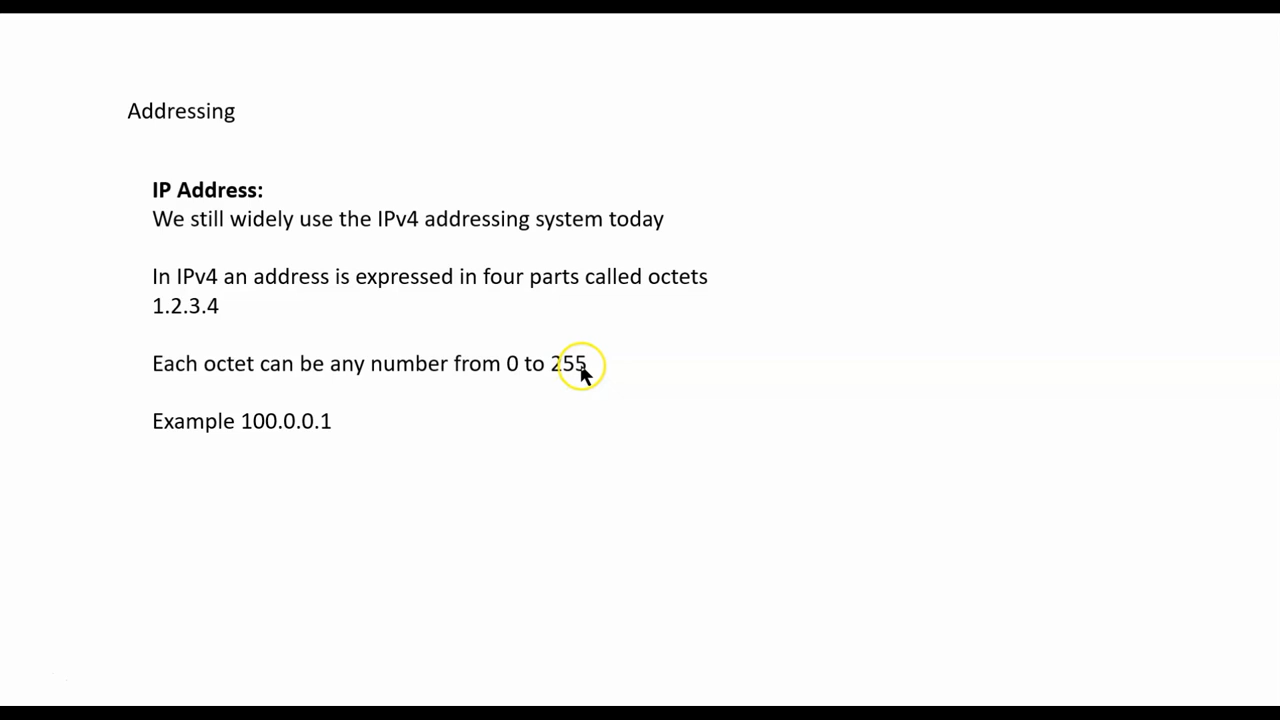 Addressing
IP Address:
We still widely use the IPv4 addressing system today
In IPv4 an address is expressed in four parts called octets
1.2.3.4
Each octet can be any number from 0 to 255
Example 100.0.0.1